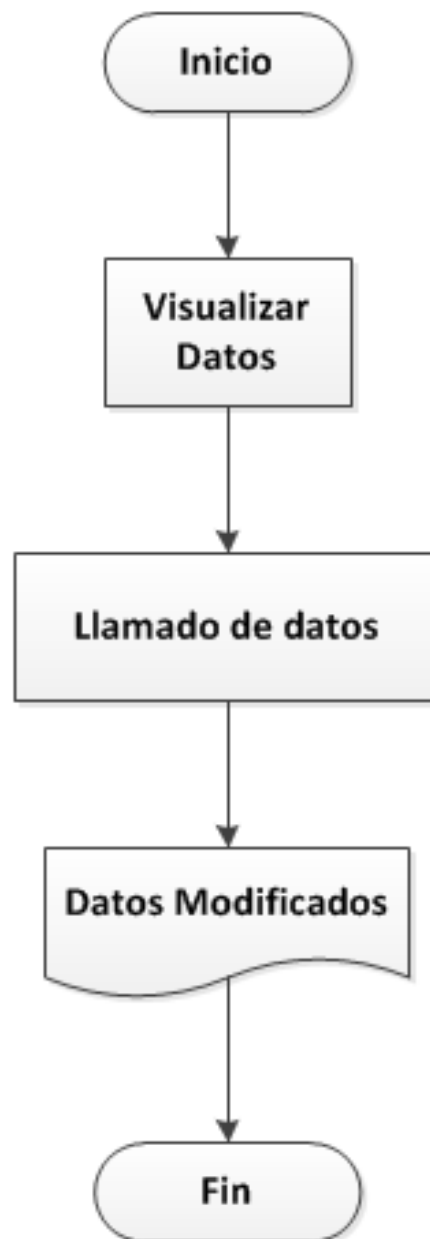 Inicio
Visualizar
Datos
Llamado de datos
Datos Modificados
Fin